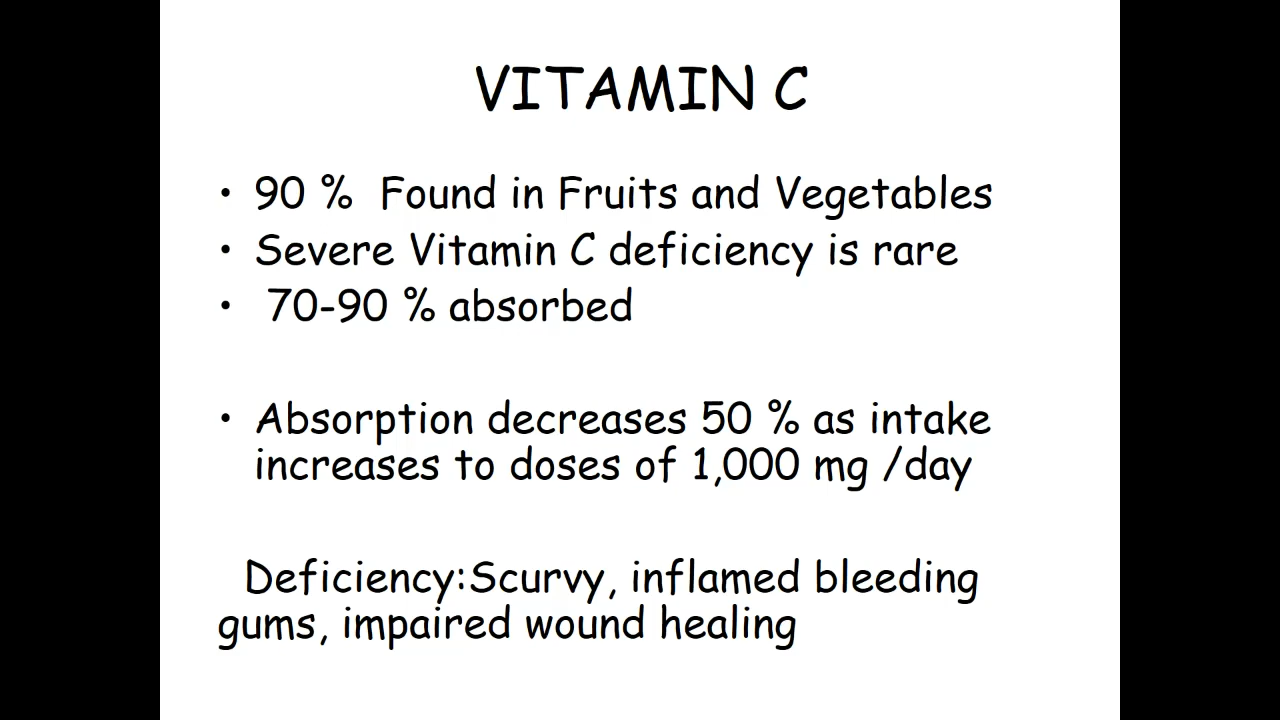 VITAMIN C
• 90 %  Found in Fruits and Vegetables
• Severe Vitamin C deficiency is rare
•  70-90 % absorbed
• Absorption decreases 50 % as intake
increases to doses of 1,000 mg /day
Deficiency:Scurvy, inflamed bleeding
gums, impaired wound healing